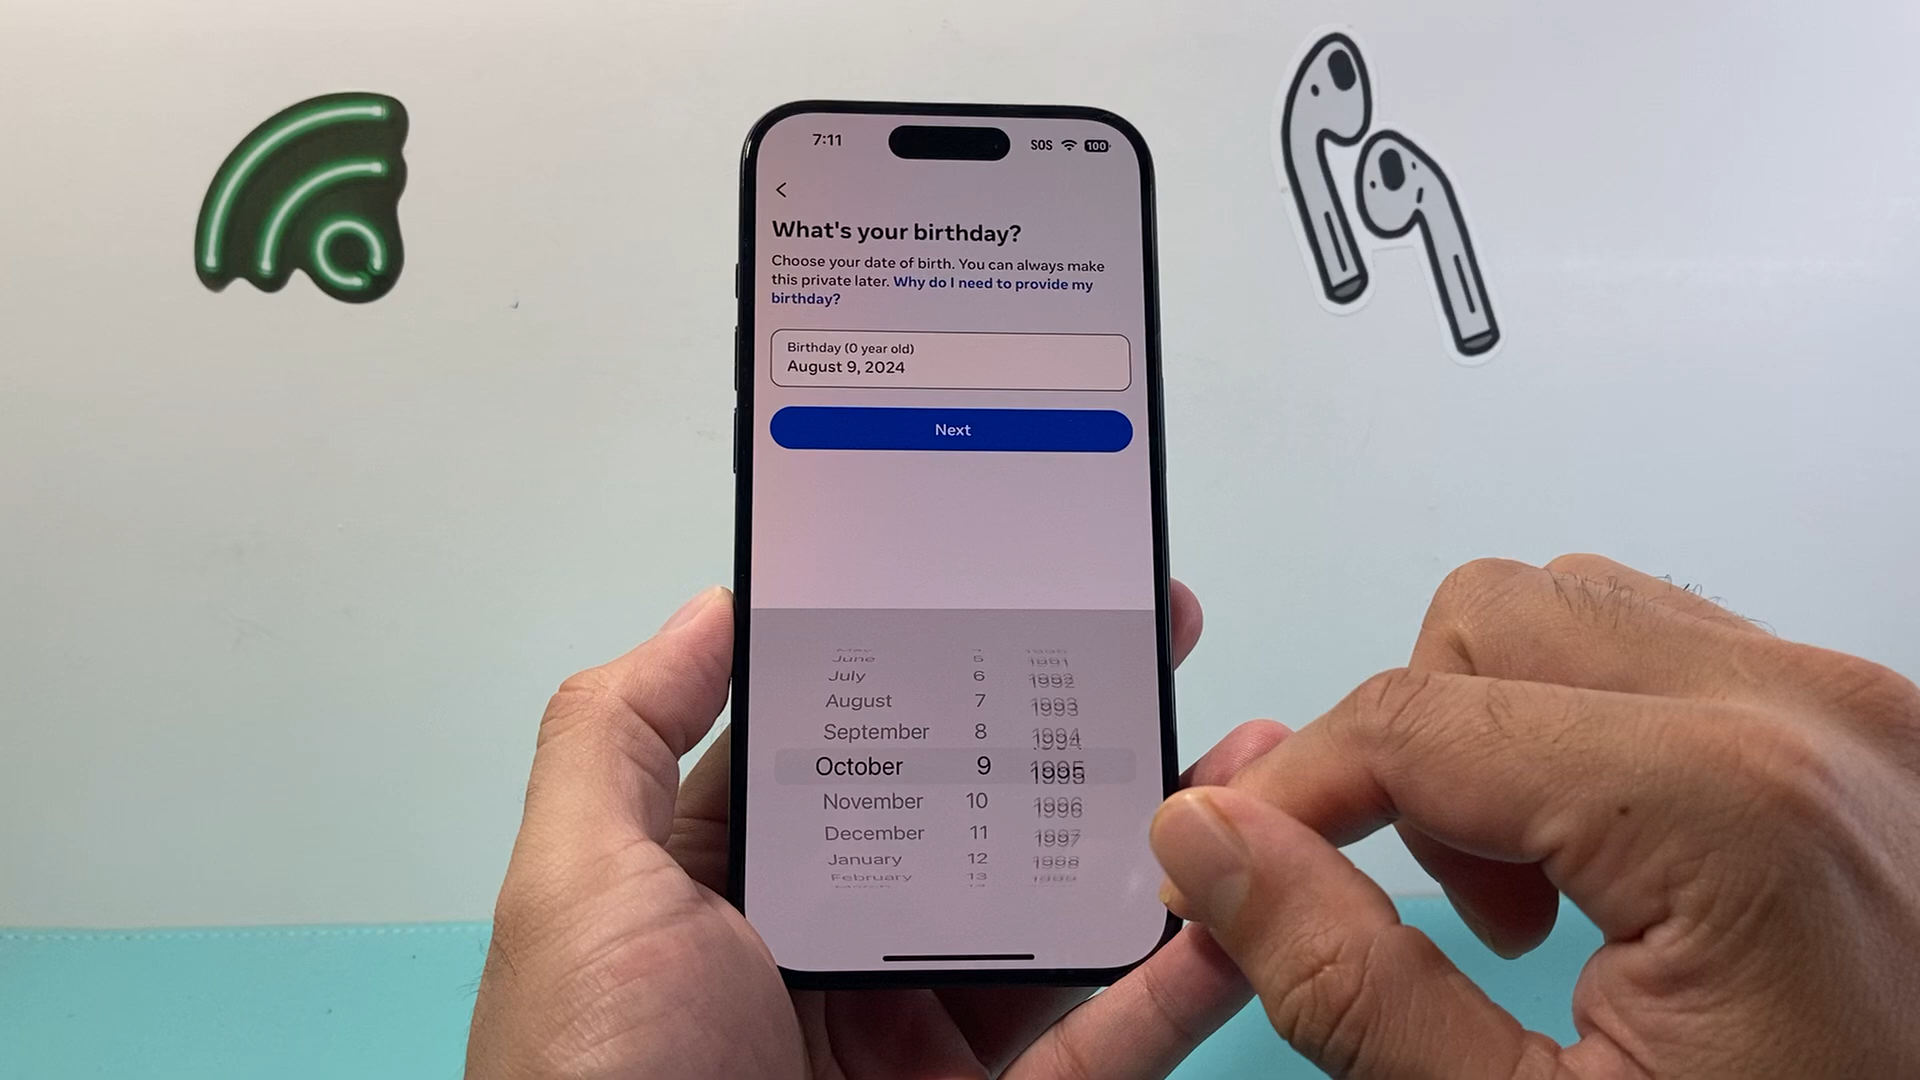 7:11 SOS 100
What's your birthday?
Choose your date of birth. You can always make
this private later. Why do I need to provide my
birthday?
Birthday (0 year old)
August 9, 2024
Next
June 5 1991
July 6 1992
August 7 1993
September 8 1994
October 9 1995
November 10 1996
December 11 1997
January 12 1998
February 13 1999